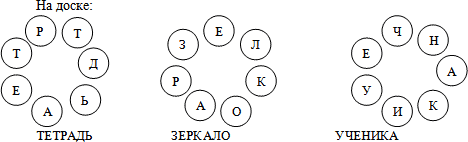 На доске:
Р Т Е Ч
З Л Н
Т Д Е А
Р К
Е Ь У
А А О И К
ТЕТРАДЬ ЗЕРКАЛО УЧЕНИКА